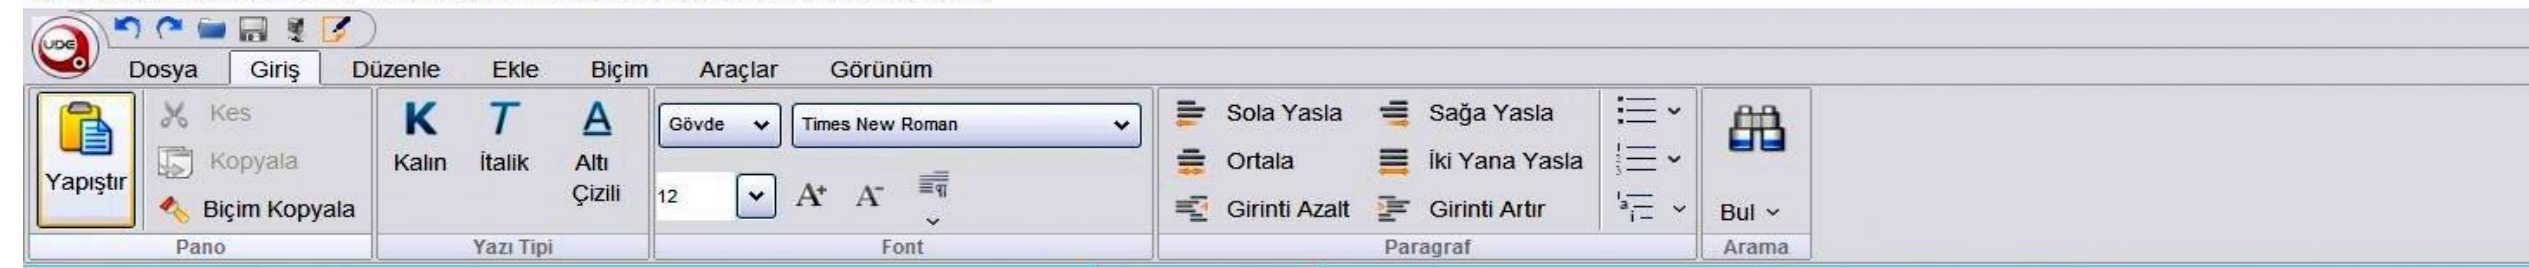 UDE
Dosya Giriş Düzenle Ekle Biçim Araçlar Görünüm
Yapıştır
Kes
Kopyala
Biçim Kopyala
Pano
K T A
Kalın İtalik Altı Çizili
Yazı Tipi
Gövde Times New Roman
12 A+ A-
Font
Sola Yasla Sağa Yasla
Ortala İki Yana Yasla
Girinti Azalt Girinti Artır
Paragraf
Bul
Arama